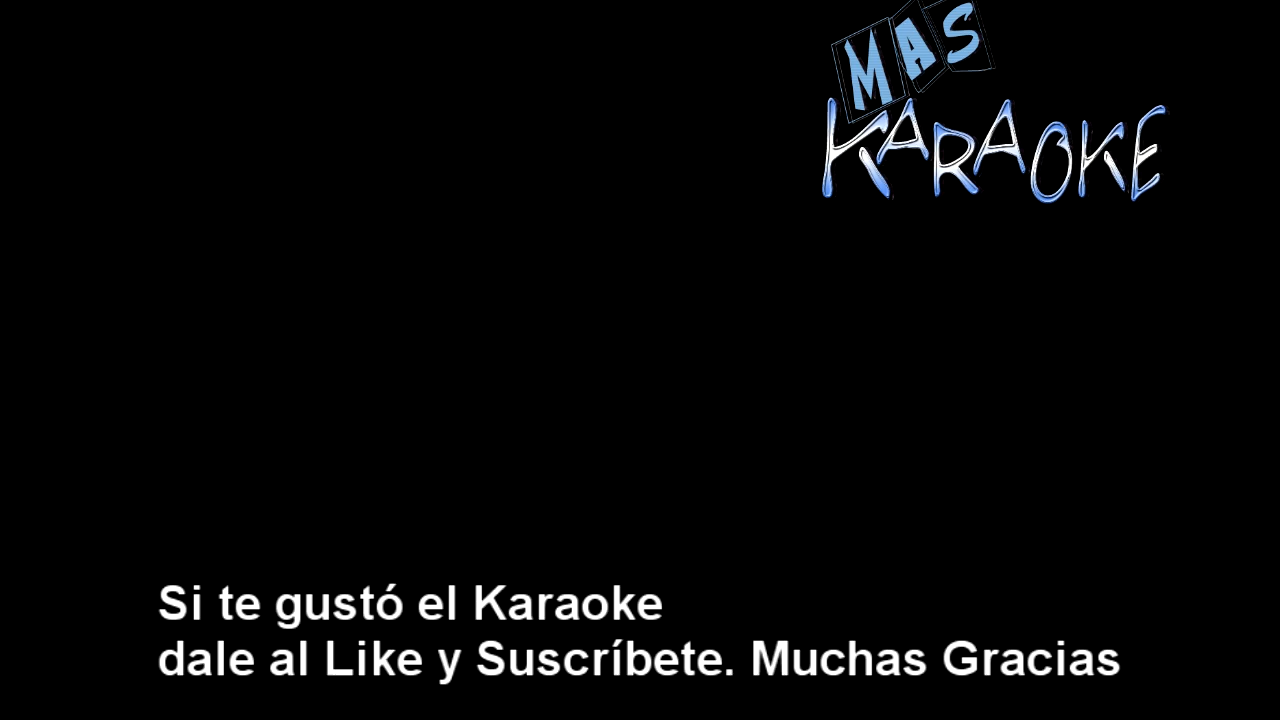 MAS
KARAOKE
Si te gustó el Karaoke
dale al Like y Suscríbete. Muchas Gracias